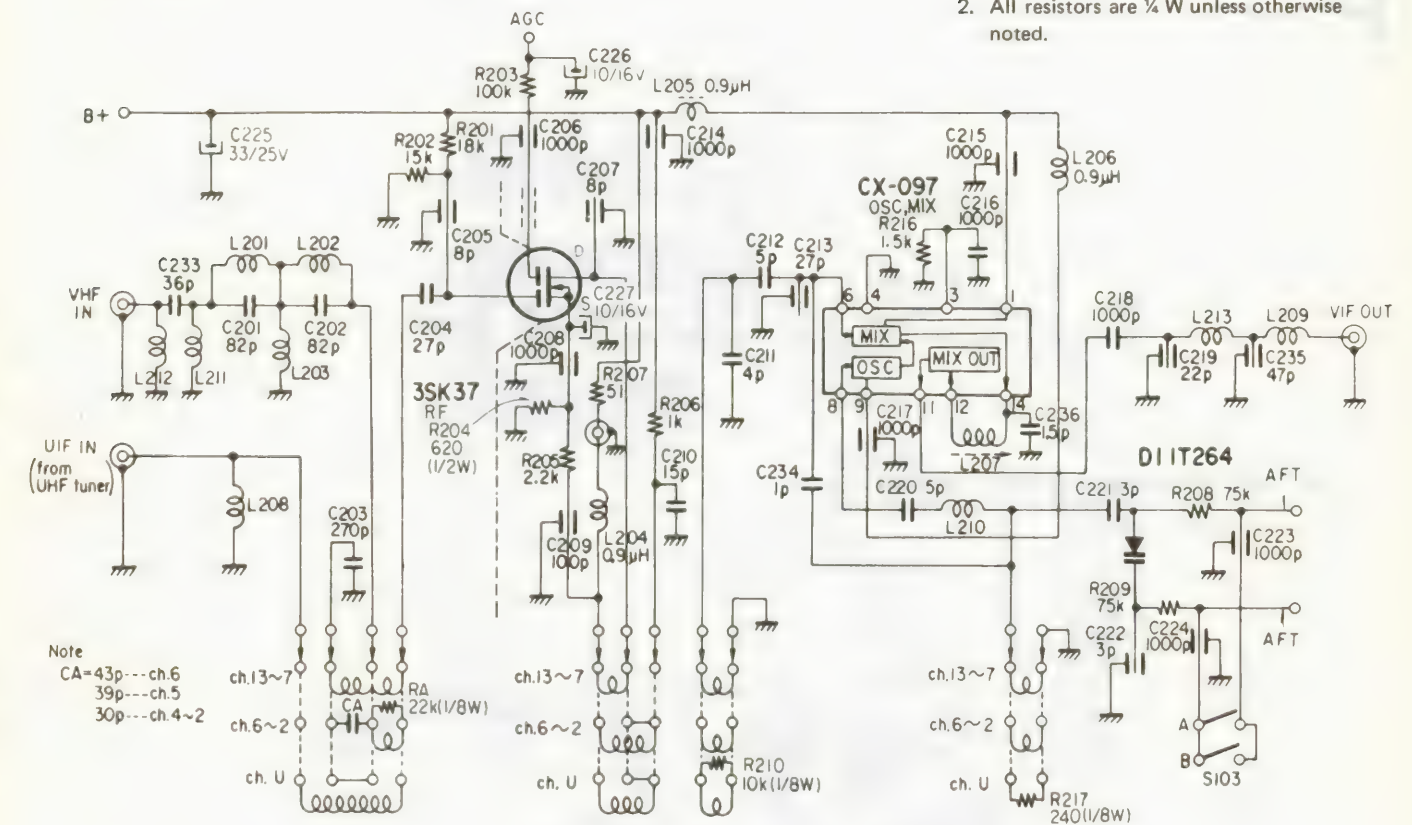 2. All resistors are ¼ W unless otherwise
noted.
AGC
R203
100k
C226
10/16V
L205 0.9μH
B+
C225
33/25V
R202
15k
R201
18k
C206
1000p
C207
8p
C214
1000p
C215
1000p
L206
0.9μH
CX-097
OSC, MIX
R216
1.5k
C216
1000p
C205
8p
D
L201
L202
C233
36p
VHF
IN
C201
82p
C202
82p
L212
L211
L203
C204
27p
S
C227
10/16V
C208
1000p
3SK37
RF
R204
620
(1/2W)
R207
51
R205
2.2k
R206
1k
C209
100p
L204
0.9μH
C210
15p
C212
5p
C213
27p
C211
4p
6
4
3
1
MIX
OSC
MIX OUT
8
9
11
12
14
C217
1000p
C236
1.5p
L207
C234
1p
C220 5p
L210
C218
1000p
L213
L209
VIF OUT
C219
22p
C235
47p
D1 1T264
C221 3p
R208 75k
AFT
C223
1000p
R209
75k
C222
3p
C224
1000p
AFT
A
B
S103
UIF IN
(from
UHF tuner)
L208
C203
270p
Note
CA=43p---ch.6
39p---ch.5
30p---ch.4~2
ch.13~7
RA
22k(1/8W)
CA
ch.6~2
ch. U
ch.13~7
ch.6~2
ch. U
R210
10k(1/8W)
ch.13~7
ch.6~2
ch. U
R217
240(1/8W)